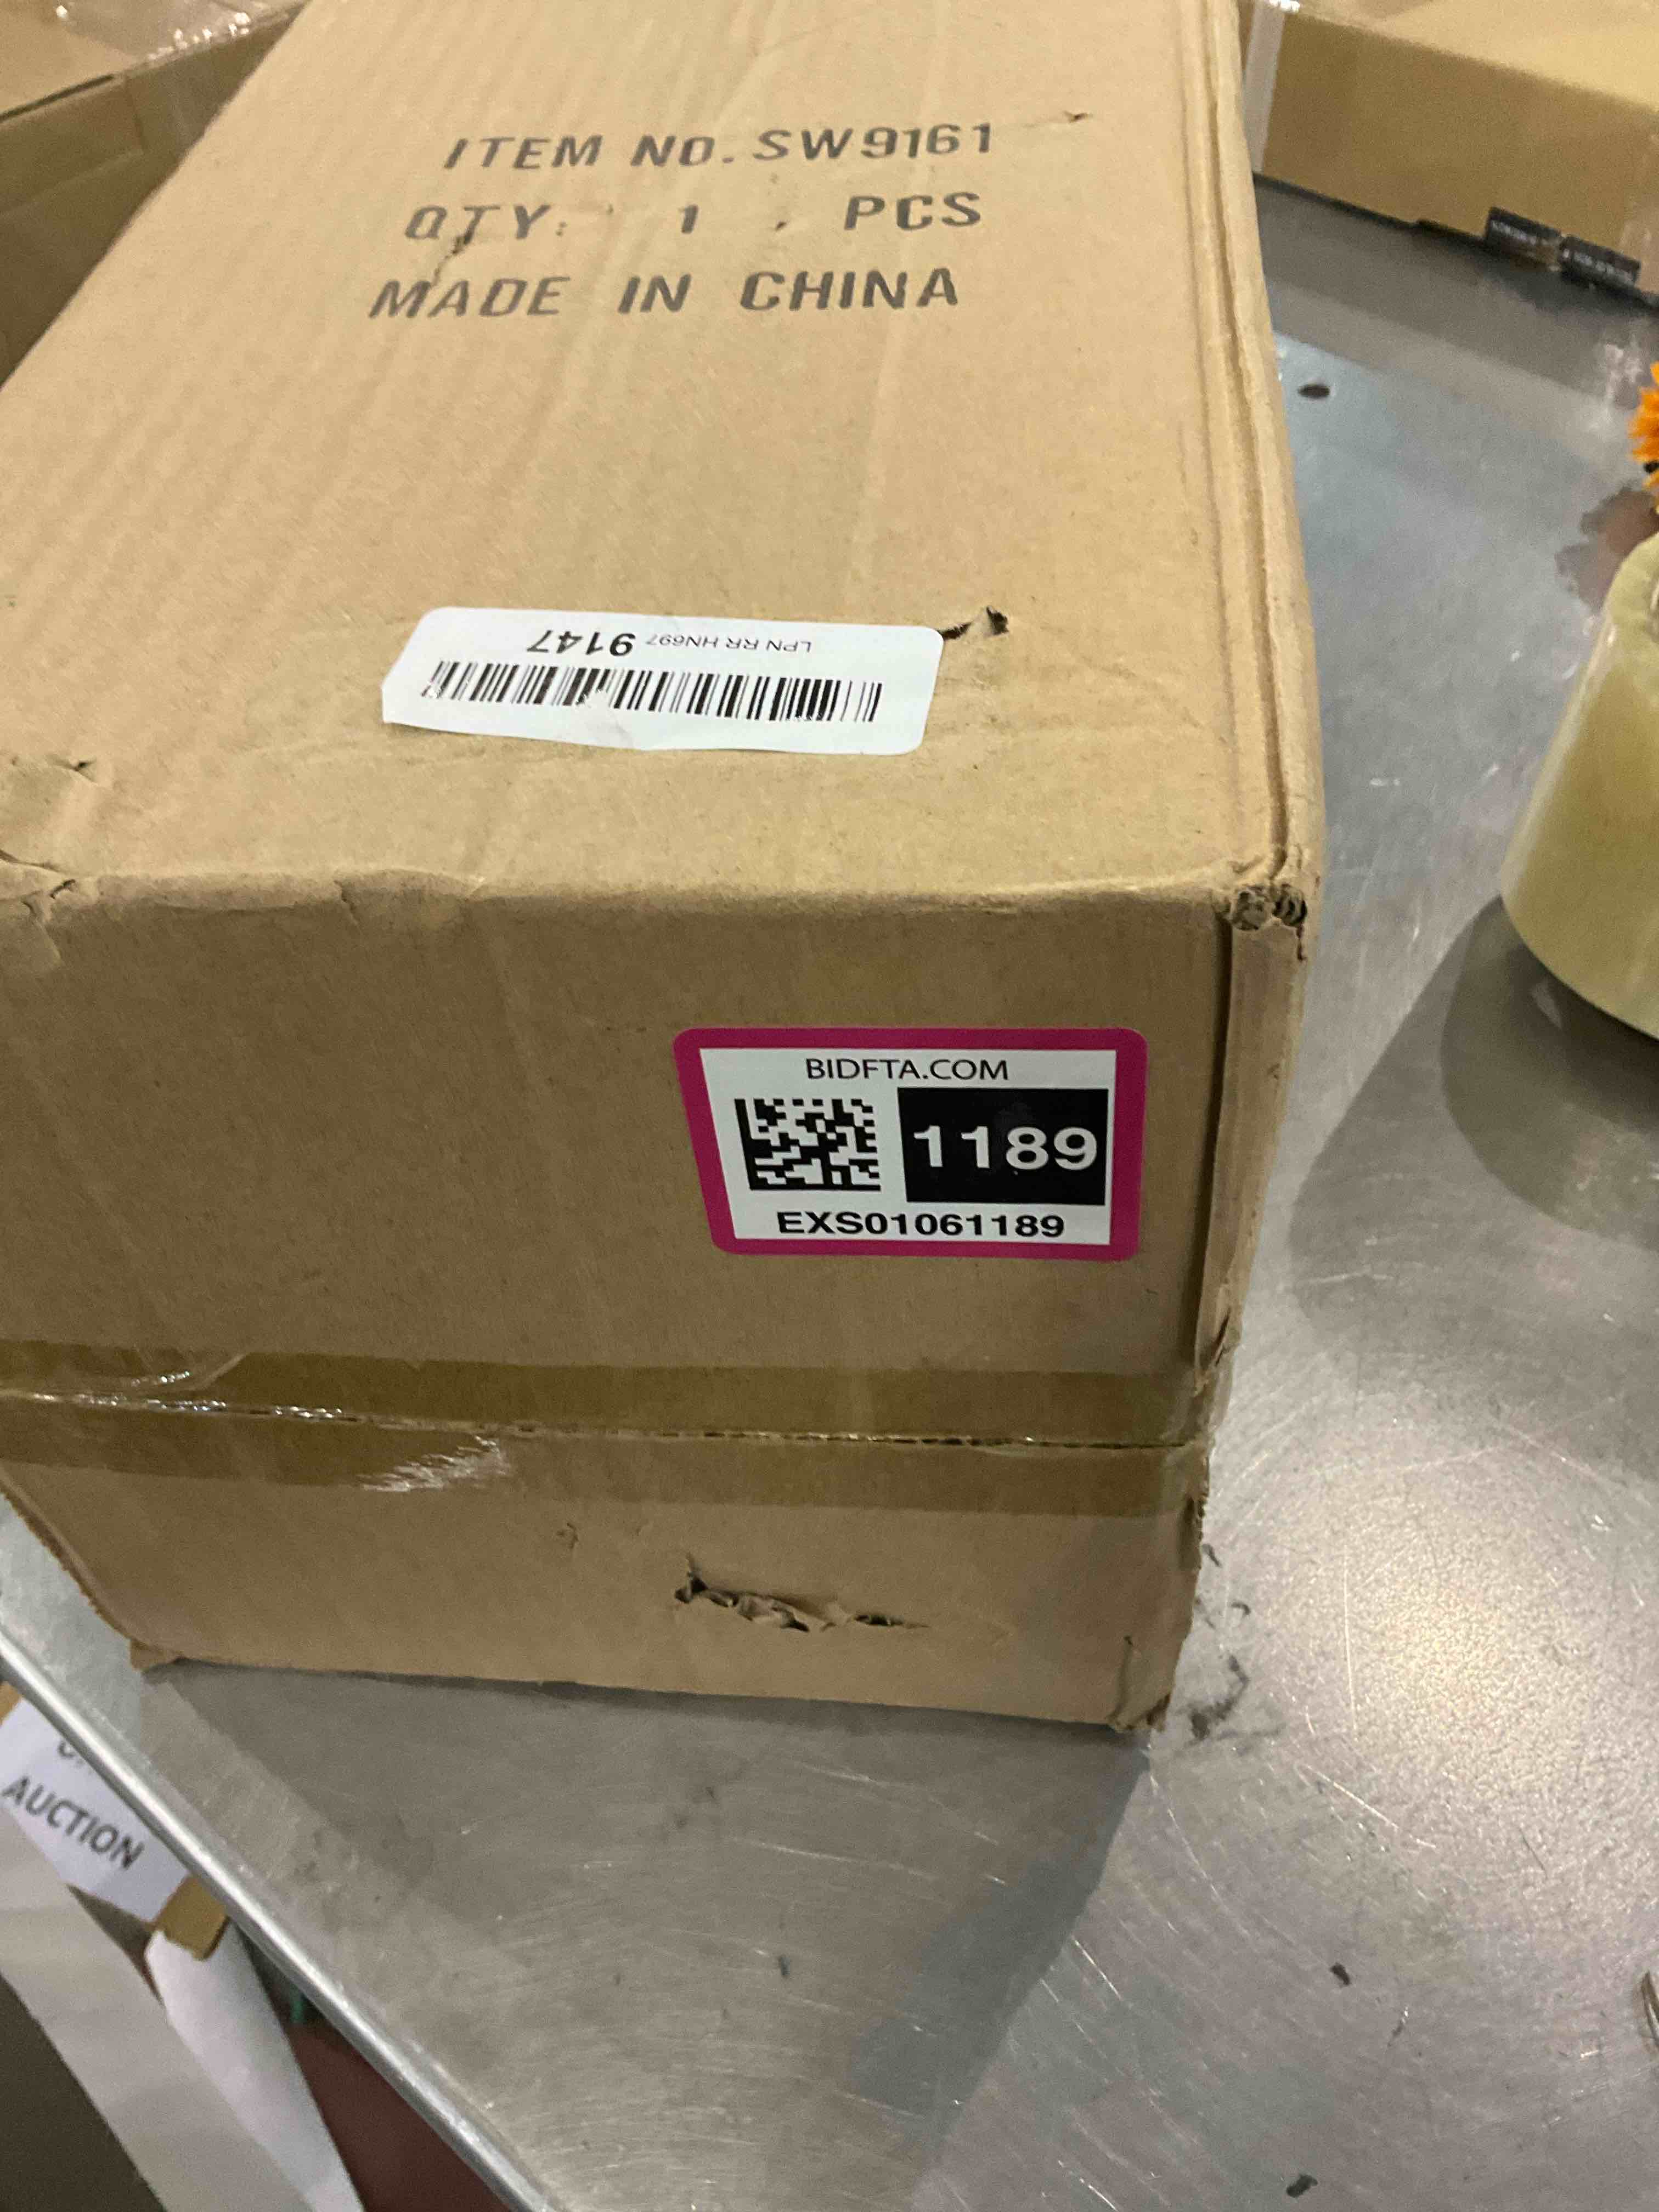 ITEM NO. SW9161
QTY: 1 PCS
MADE IN CHINA
LPN RR HN697 9147
BIDFTA.COM
1189
EXS01061189
AUCTION